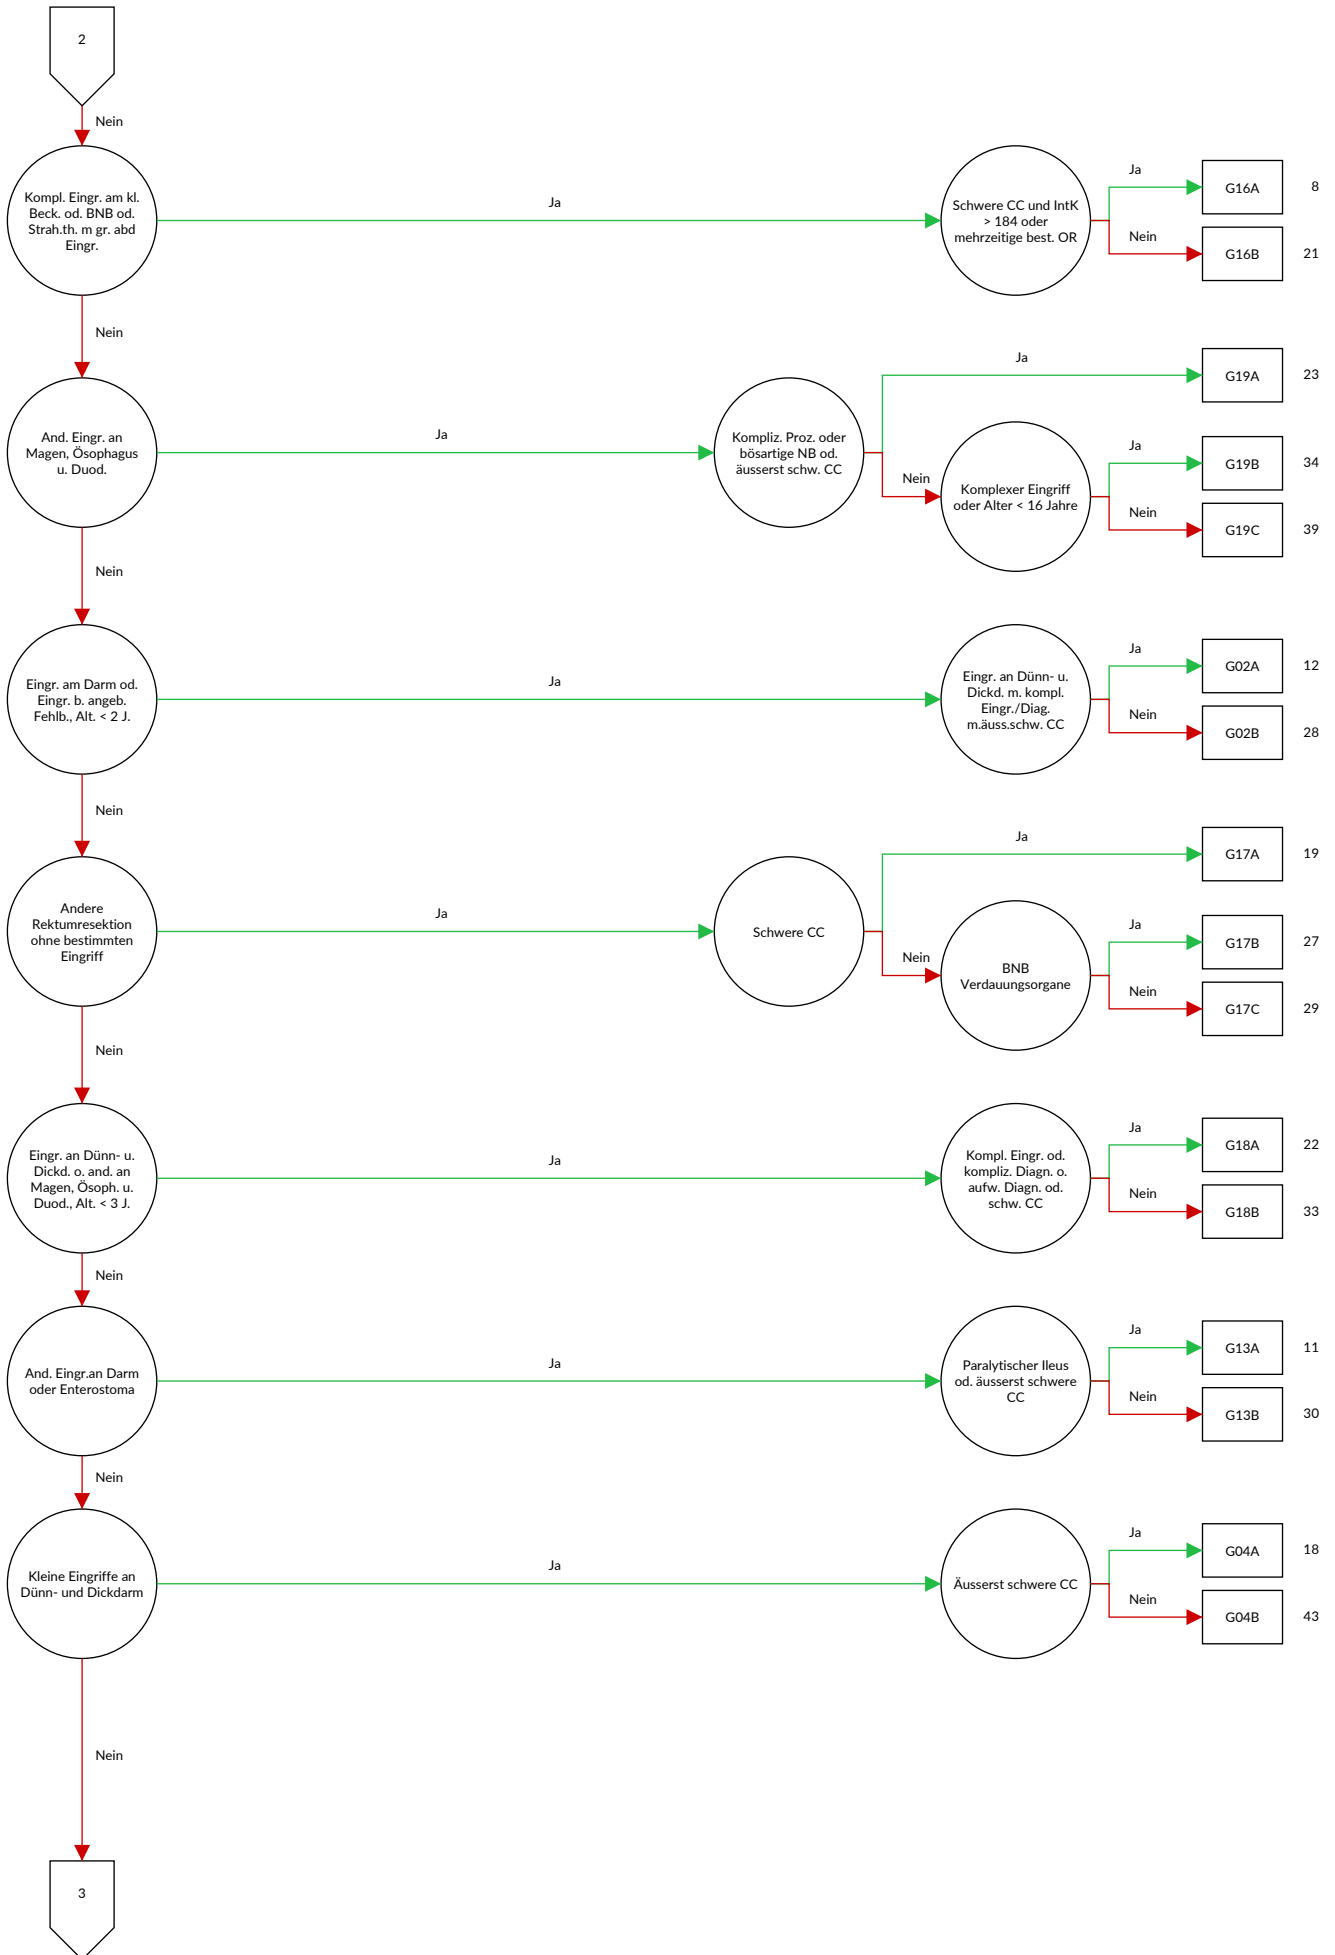 2
Nein
Kompl. Eingr. am kl.
Beck. od. BNB od.
Strah.th. m gr. abd
Eingr.
Ja
Schwere CC und IntK
> 184 oder
mehrzeitige best. OR
Ja
G16A
8
Nein
G16B
21
Nein
And. Eingr. an
Magen, Ösophagus
u. Duod.
Ja
Kompliz. Proz. oder
bösartige NB od.
äusserst schw. CC
Ja
G19A
23
Nein
Komplexer Eingriff
oder Alter < 16 Jahre
Ja
G19B
34
Nein
G19C
39
Nein
Eingr. am Darm od.
Eingr. b. angeb.
Fehlb., Alt. < 2 J.
Ja
Eingr. an Dünn- u.
Dickd. m. kompl.
Eingr./Diag.
m.äuss.schw. CC
Ja
G02A
12
Nein
G02B
28
Nein
Andere
Rektumresektion
ohne bestimmten
Eingriff
Ja
Schwere CC
Ja
G17A
19
Nein
BNB
Verdauungsorgane
Ja
G17B
27
Nein
G17C
29
Nein
Eingr. an Dünn- u.
Dickd. o. and. an
Magen, Ösoph. u.
Duod., Alt. < 3 J.
Ja
Kompl. Eingr. od.
kompliz. Diagn. o.
aufw. Diagn. od.
schw. CC
Ja
G18A
22
Nein
G18B
33
Nein
And. Eingr.an Darm
oder Enterostoma
Ja
Paralytischer Ileus
od. äusserst schwere
CC
Ja
G13A
11
Nein
G13B
30
Nein
Kleine Eingriffe an
Dünn- und Dickdarm
Ja
Äusserst schwere CC
Ja
G04A
18
Nein
G04B
43
Nein
3